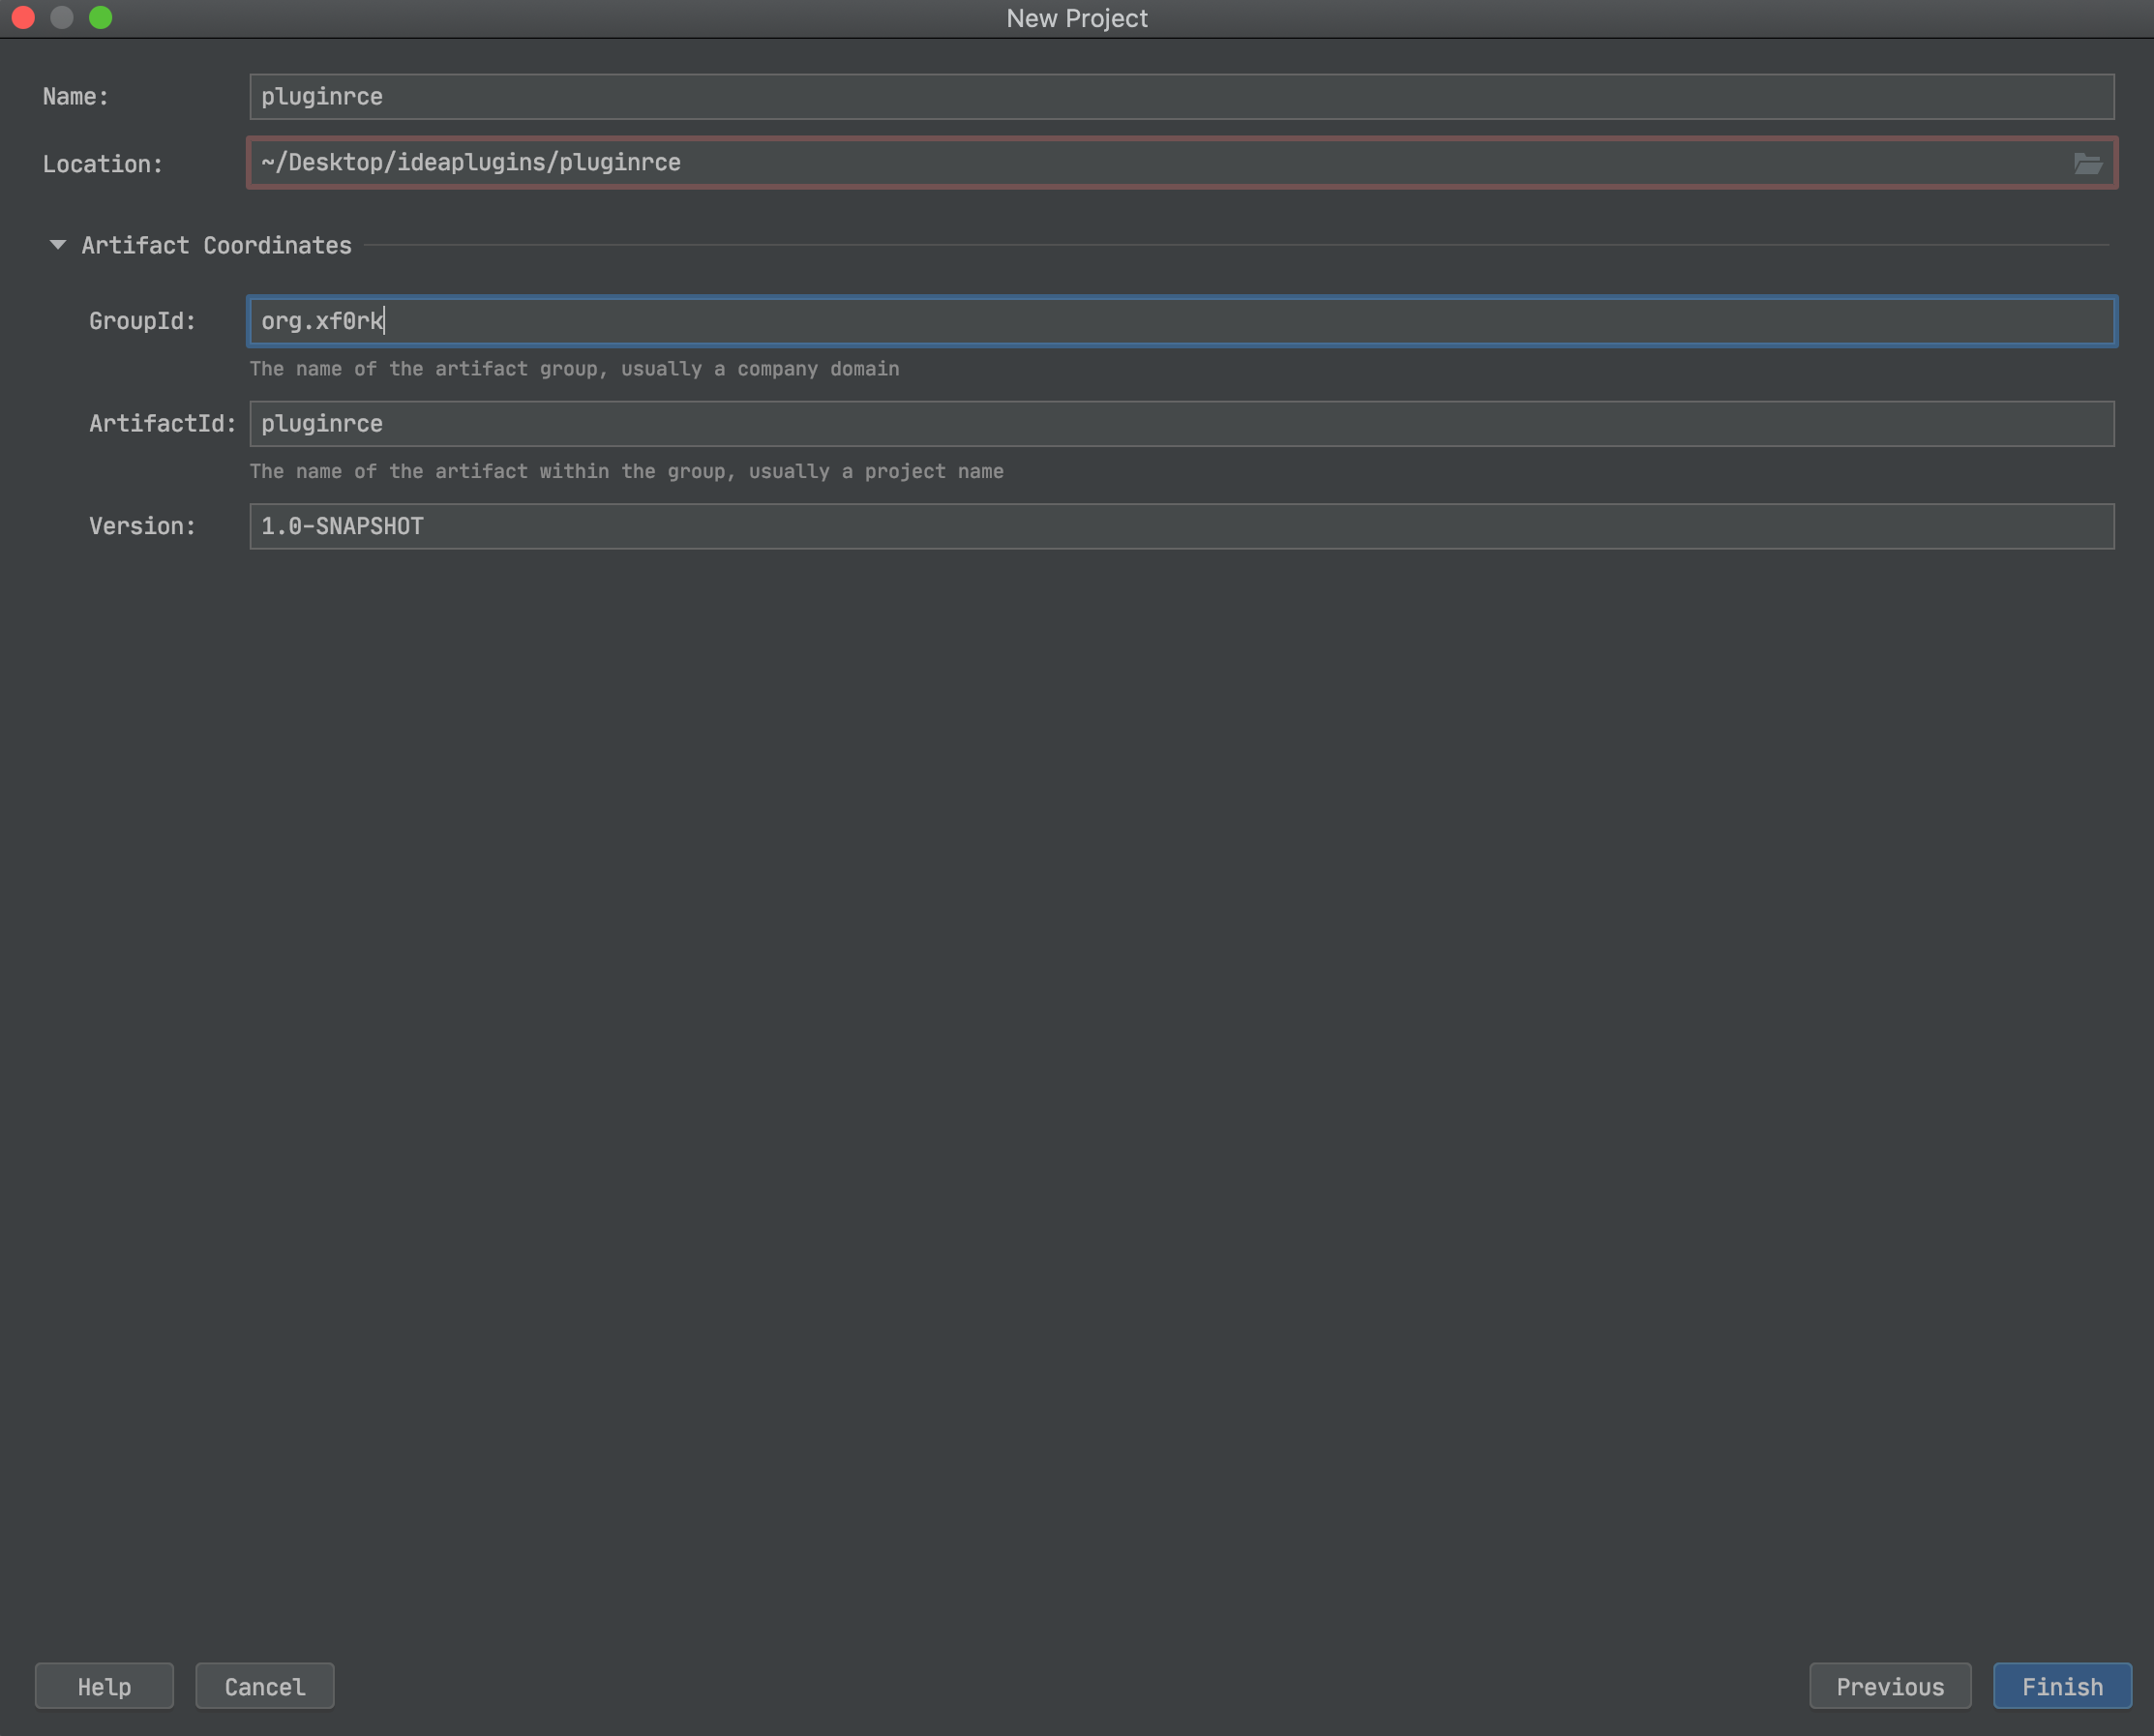 New Project
Name: pluginrce
Location: ~/Desktop/ideaplugins/pluginrce
Artifact Coordinates
GroupId: org.xf0rk
The name of the artifact group, usually a company domain
ArtifactId: pluginrce
The name of the artifact within the group, usually a project name
Version: 1.0-SNAPSHOT
Help Cancel Previous Finish